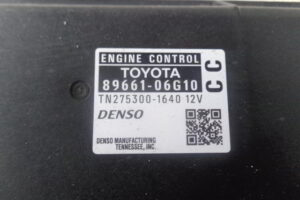 ENGINE CONTROL
TOYOTA
89661-06G10
TN275300-1640 12V
CC
DENSO
DENSO MANUFACTURING
TENNESSEE, INC.